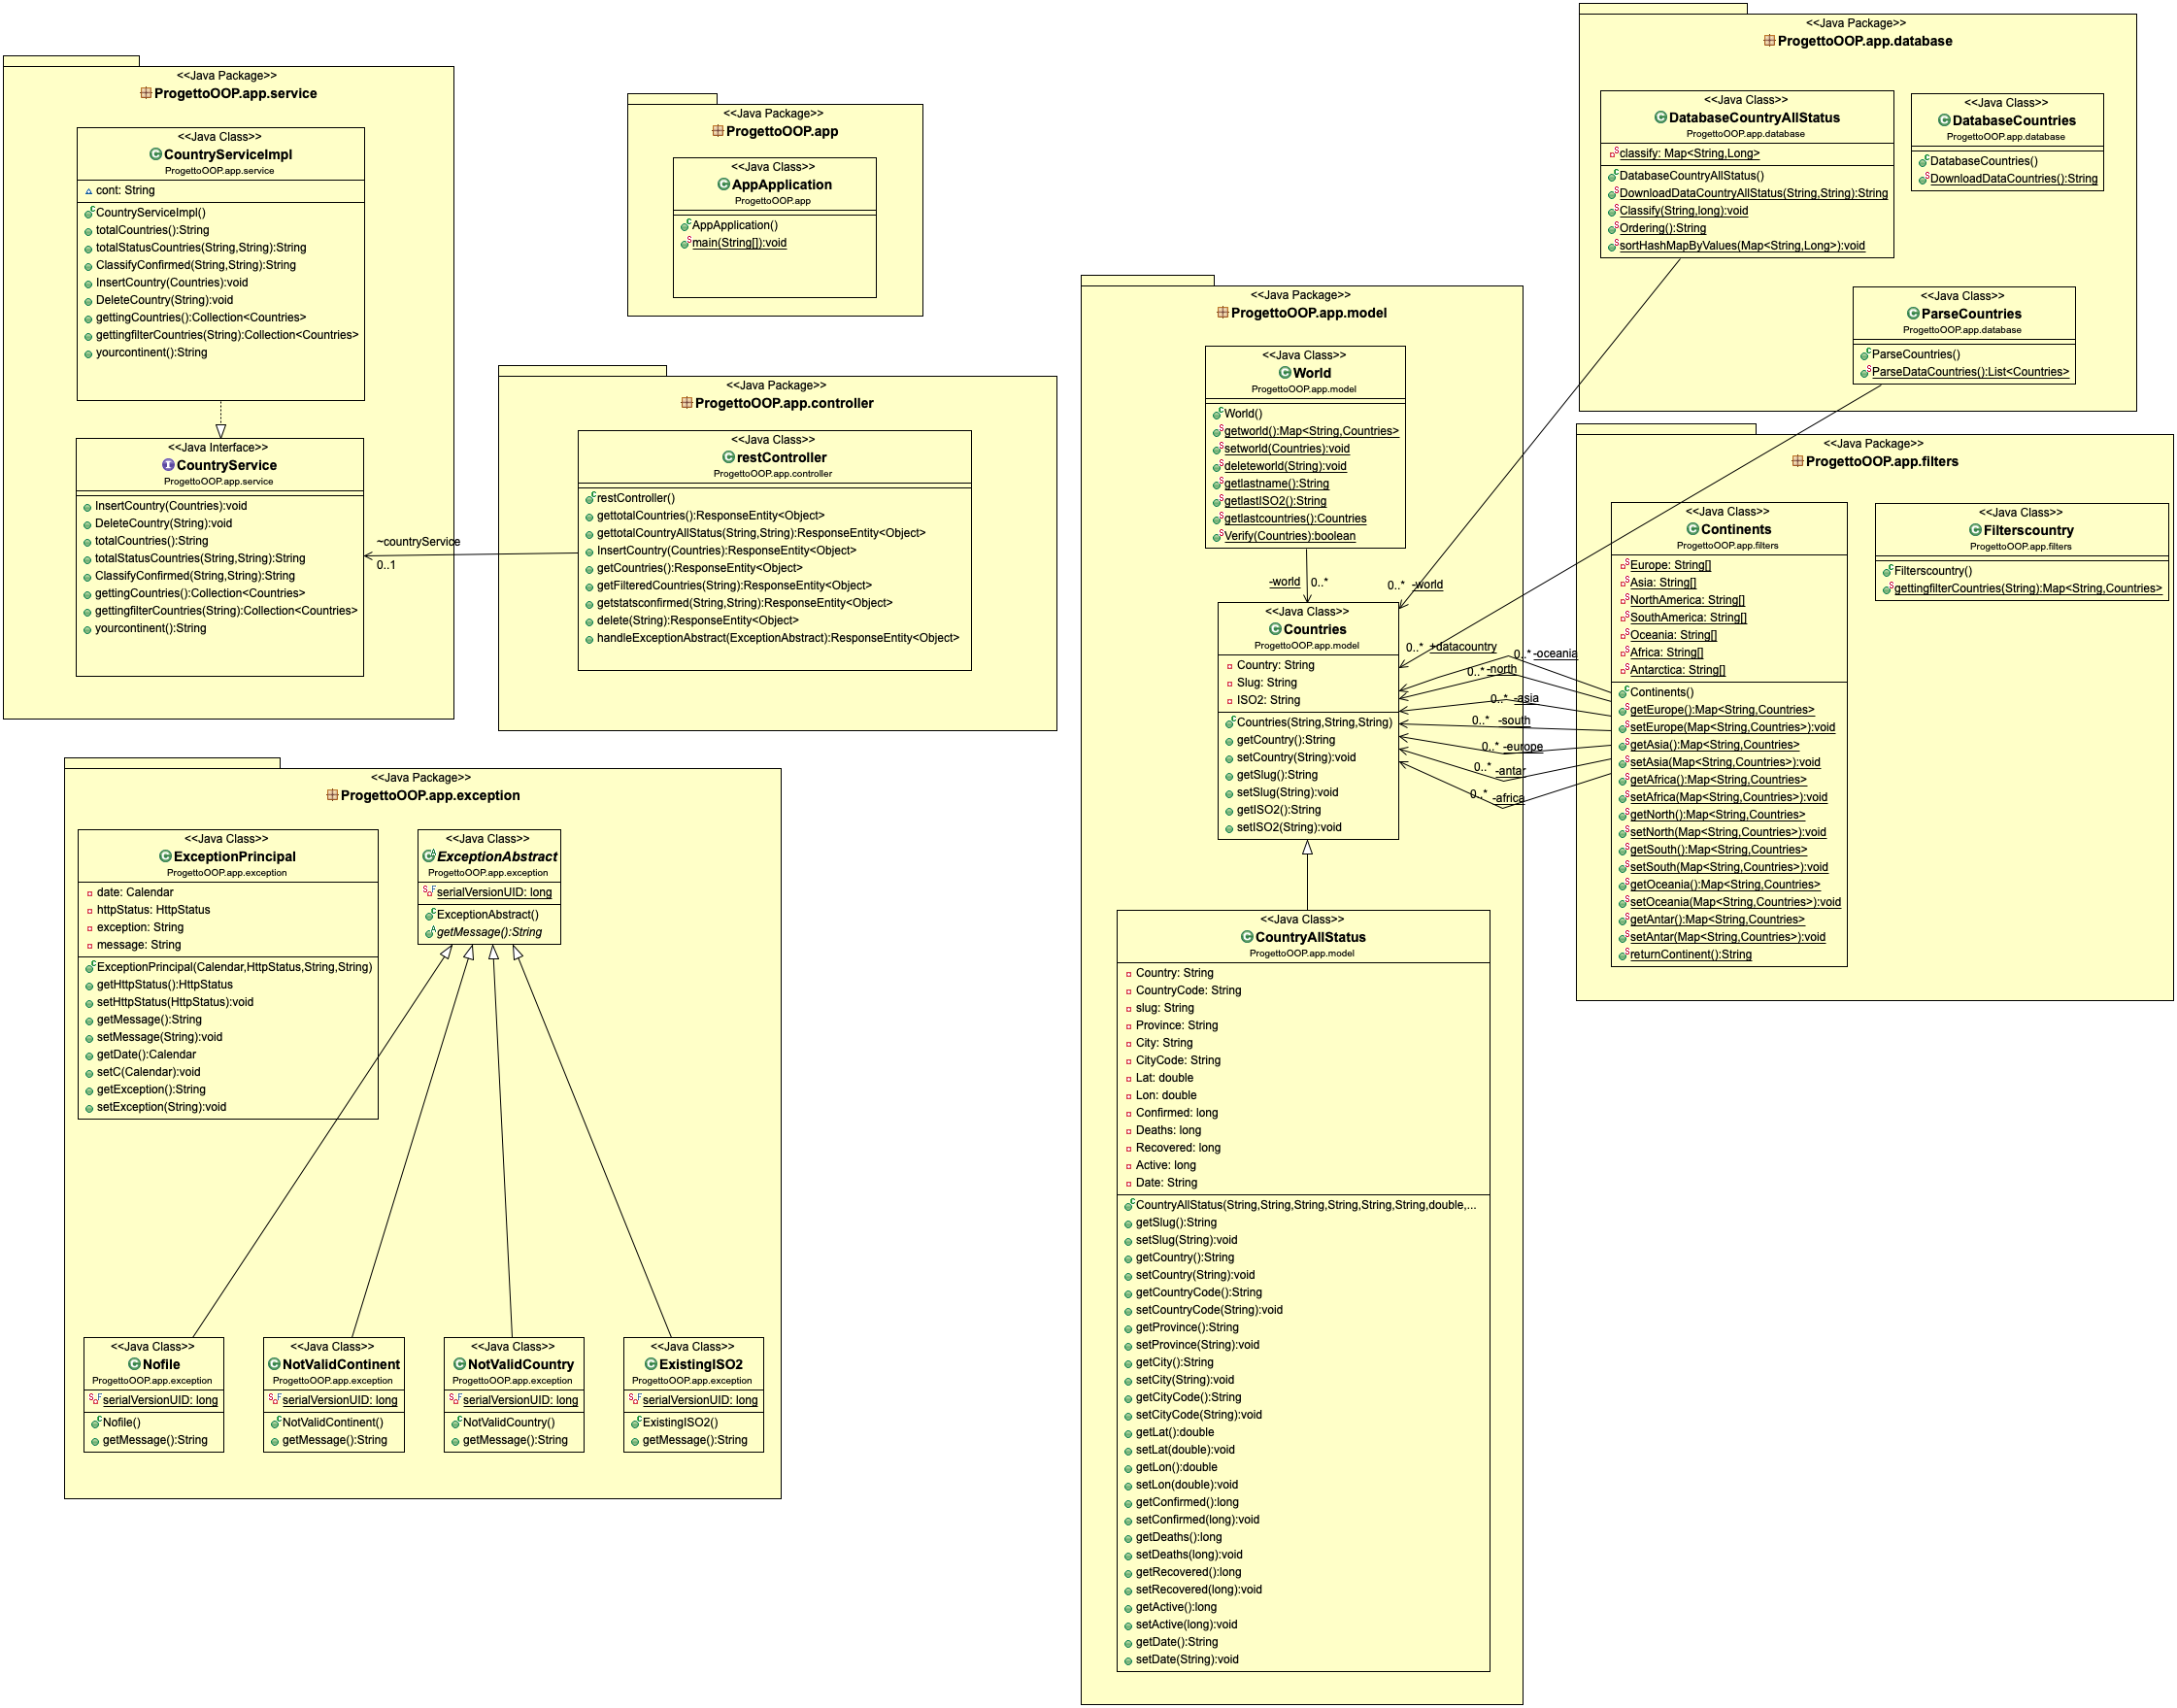 <<Java Package>>
ProgettoOOP.app.service
<<Java Class>>
CountryServiceImpl
ProgettoOOP.app.service
cont: String
CountryServiceImpl()
totalCountries():String
totalStatusCountries(String,String):String
ClassifyConfirmed(String,String):String
InsertCountry(Countries):void
DeleteCountry(String):void
gettingCountries():Collection<Countries>
gettingfilterCountries(String):Collection<Countries>
yourcontinent():String
<<Java Interface>>
CountryService
ProgettoOOP.app.service
InsertCountry(Countries):void
DeleteCountry(String):void
totalCountries():String
totalStatusCountries(String,String):String
ClassifyConfirmed(String,String):String
gettingCountries():Collection<Countries>
gettingfilterCountries(String):Collection<Countries>
yourcontinent():String
~countryService
0..1
<<Java Package>>
ProgettoOOP.app
<<Java Class>>
AppApplication
ProgettoOOP.app
AppApplication()
main(String[]):void
<<Java Package>>
ProgettoOOP.app.controller
<<Java Class>>
restController
ProgettoOOP.app.controller
restController()
gettotalCountries():ResponseEntity<Object>
gettotalCountryAllStatus(String,String):ResponseEntity<Object>
InsertCountry(Countries):ResponseEntity<Object>
getCountries():ResponseEntity<Object>
getFilteredCountries(String):ResponseEntity<Object>
getstatsconfirmed(String,String):ResponseEntity<Object>
delete(String):ResponseEntity<Object>
handleExceptionAbstract(ExceptionAbstract):ResponseEntity<Object>
<<Java Package>>
ProgettoOOP.app.exception
<<Java Class>>
ExceptionPrincipal
ProgettoOOP.app.exception
date: Calendar
httpStatus: HttpStatus
exception: String
message: String
ExceptionPrincipal(Calendar,HttpStatus,String,String)
getHttpStatus():HttpStatus
setHttpStatus(HttpStatus):void
getMessage():String
setMessage(String):void
getDate():Calendar
setC(Calendar):void
getException():String
setException(String):void
<<Java Class>>
ExceptionAbstract
ProgettoOOP.app.exception
serialVersionUID: long
ExceptionAbstract()
getMessage():String
<<Java Class>>
Nofile
ProgettoOOP.app.exception
serialVersionUID: long
Nofile()
getMessage():String
<<Java Class>>
NotValidContinent
ProgettoOOP.app.exception
serialVersionUID: long
NotValidContinent()
getMessage():String
<<Java Class>>
NotValidCountry
ProgettoOOP.app.exception
serialVersionUID: long
NotValidCountry()
getMessage():String
<<Java Class>>
ExistingISO2
ProgettoOOP.app.exception
serialVersionUID: long
ExistingISO2()
getMessage():String
<<Java Package>>
ProgettoOOP.app.model
<<Java Class>>
World
ProgettoOOP.app.model
World()
getworld():Map<String,Countries>
setworld(Countries):void
deleteworld(String):void
getlastname():String
getlastISO2():String
getlastcountries():Countries
Verify(Countries):boolean
-world 0..*
<<Java Class>>
Countries
ProgettoOOP.app.model
Country: String
Slug: String
ISO2: String
Countries(String,String,String)
getCountry():String
setCountry(String):void
getSlug():String
setSlug(String):void
getISO2():String
setISO2(String):void
0..* -world
0..* +datacountry
0..* -oceania
0..* -north
0..* -asia
0..* -south
0..* -europe
0..* -antar
0..* -africa
<<Java Class>>
CountryAllStatus
ProgettoOOP.app.model
Country: String
CountryCode: String
slug: String
Province: String
City: String
CityCode: String
Lat: double
Lon: double
Confirmed: long
Deaths: long
Recovered: long
Active: long
Date: String
CountryAllStatus(String,String,String,String,String,String,double,...
getSlug():String
setSlug(String):void
getCountry():String
setCountry(String):void
getCountryCode():String
setCountryCode(String):void
getProvince():String
setProvince(String):void
getCity():String
setCity(String):void
getCityCode():String
setCityCode(String):void
getLat():double
setLat(double):void
getLon():double
setLon(double):void
getConfirmed():long
setConfirmed(long):void
getDeaths():long
setDeaths(long):void
getRecovered():long
setRecovered(long):void
getActive():long
setActive(long):void
getDate():String
setDate(String):void
<<Java Package>>
ProgettoOOP.app.database
<<Java Class>>
DatabaseCountryAllStatus
ProgettoOOP.app.database
classify: Map<String,Long>
DatabaseCountryAllStatus()
DownloadDataCountryAllStatus(String,String):String
Classify(String,long):void
Ordering():String
sortHashMapByValues(Map<String,Long>):void
<<Java Class>>
DatabaseCountries
ProgettoOOP.app.database
DatabaseCountries()
DownloadDataCountries():String
<<Java Class>>
ParseCountries
ProgettoOOP.app.database
ParseCountries()
ParseDataCountries():List<Countries>
<<Java Package>>
ProgettoOOP.app.filters
<<Java Class>>
Continents
ProgettoOOP.app.filters
Europe: String[]
Asia: String[]
NorthAmerica: String[]
SouthAmerica: String[]
Oceania: String[]
Africa: String[]
Antarctica: String[]
Continents()
getEurope():Map<String,Countries>
setEurope(Map<String,Countries>):void
getAsia():Map<String,Countries>
setAsia(Map<String,Countries>):void
getAfrica():Map<String,Countries>
setAfrica(Map<String,Countries>):void
getNorth():Map<String,Countries>
setNorth(Map<String,Countries>):void
getSouth():Map<String,Countries>
setSouth(Map<String,Countries>):void
getOceania():Map<String,Countries>
setOceania(Map<String,Countries>):void
getAntar():Map<String,Countries>
setAntar(Map<String,Countries>):void
returnContinent():String
<<Java Class>>
Filterscountry
ProgettoOOP.app.filters
Filterscountry()
gettingfilterCountries(String):Map<String,Countries>